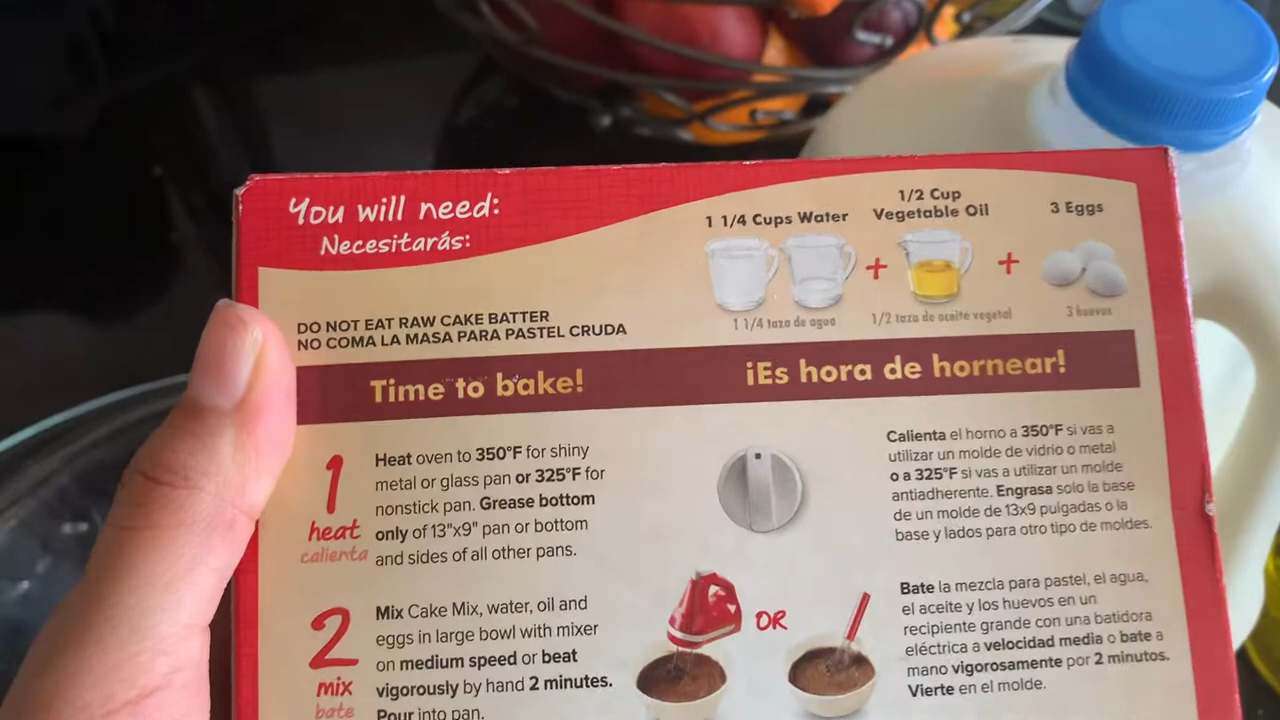 You will need:
Necesitarás:
1 1/4 Cups Water
1/2 Cup
Vegetable Oil
3 Eggs
+
+
1 1/4 taza de agua
1/2 taza de aceite vegetal
3 huevos
DO NOT EAT RAW CAKE BATTER
NO COMA LA MASA PARA PASTEL CRUDA
Time to bake!
¡Es hora de hornear!
1
heat
calienta
Heat oven to 350°F for shiny
metal or glass pan or 325°F for
nonstick pan. Grease bottom
only of 13"x9" pan or bottom
and sides of all other pans.
Calienta el horno a 350°F si vas a
utilizar un molde de vidrio o metal
o a 325°F si vas a utilizar un molde
antiadherente. Engrasa solo la base
de un molde de 13x9 pulgadas o la
base y lados para otro tipo de moldes.
2
mix
bate
Mix Cake Mix, water, oil and
eggs in large bowl with mixer
on medium speed or beat
vigorously by hand 2 minutes.
Pour into pan.
OR
Bate la mezcla para pastel, el agua,
el aceite y los huevos en un
recipiente grande con una batidora
eléctrica a velocidad media o bate a
mano vigorosamente por 2 minutos.
Vierte en el molde.